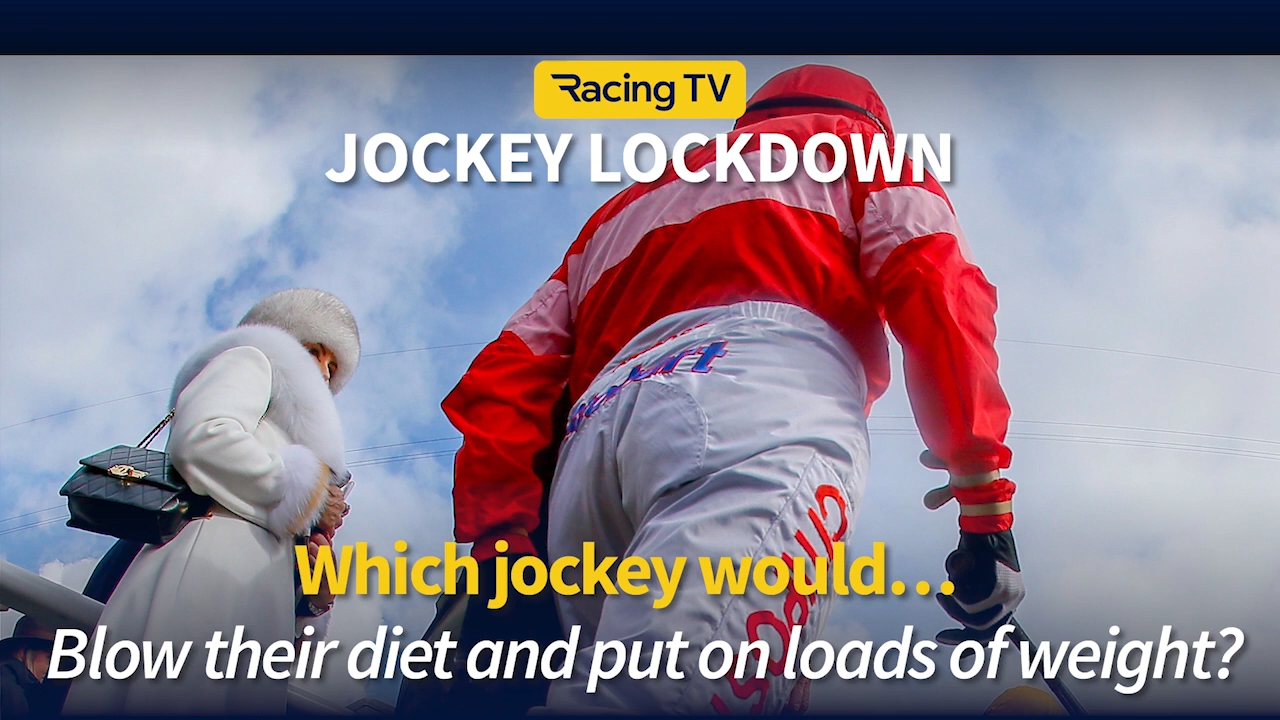 Racing TV
JOCKEY LOCKDOWN
Which jockey would...
Blow their diet and put on loads of weight?